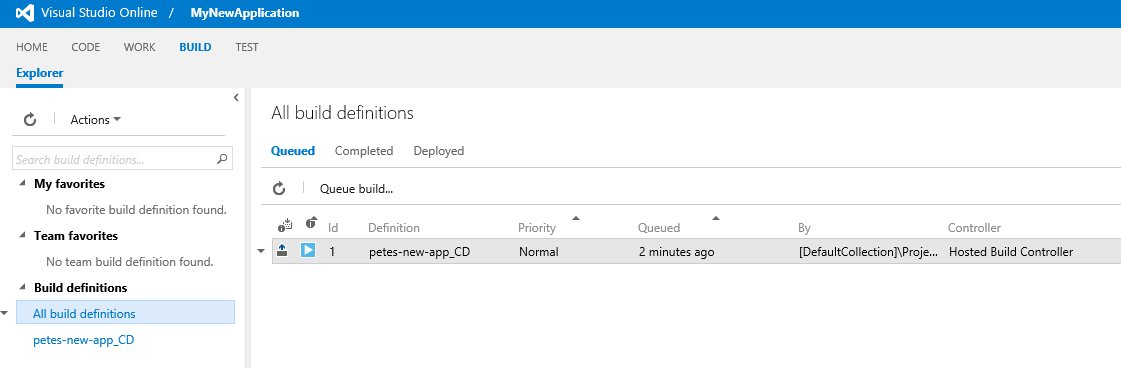 Visual Studio Online / MyNewApplication
HOME CODE WORK BUILD TEST
Explorer
Actions
Search build definitions...
My favorites
No favorite build definition found.
Team favorites
No team build definition found.
Build definitions
All build definitions
petes-new-app_CD
All build definitions
Queued Completed Deployed
Queue build...
Id Definition Priority Queued By Controller
1 petes-new-app_CD Normal 2 minutes ago [DefaultCollection]\Proje... Hosted Build Controller